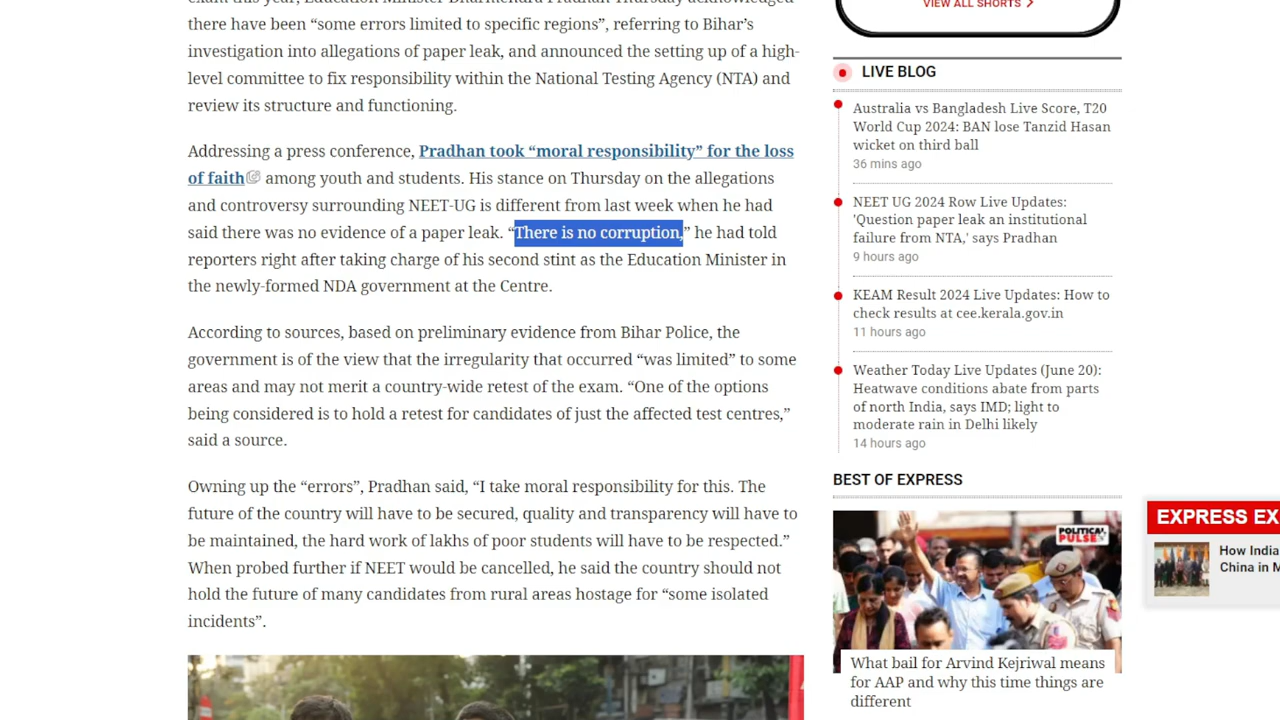 exam this year, Education Minister Dharmendra Pradhan Thursday acknowledged
there have been “some errors limited to specific regions”, referring to Bihar’s
investigation into allegations of paper leak, and announced the setting up of a high-
level committee to fix responsibility within the National Testing Agency (NTA) and
review its structure and functioning.
Addressing a press conference, Pradhan took “moral responsibility” for the loss
of faith among youth and students. His stance on Thursday on the allegations
and controversy surrounding NEET-UG is different from last week when he had
said there was no evidence of a paper leak. “There is no corruption,” he had told
reporters right after taking charge of his second stint as the Education Minister in
the newly-formed NDA government at the Centre.
According to sources, based on preliminary evidence from Bihar Police, the
government is of the view that the irregularity that occurred “was limited” to some
areas and may not merit a country-wide retest of the exam. “One of the options
being considered is to hold a retest for candidates of just the affected test centres,”
said a source.
Owning up the “errors”, Pradhan said, “I take moral responsibility for this. The
future of the country will have to be secured, quality and transparency will have to
be maintained, the hard work of lakhs of poor students will have to be respected.”
When probed further if NEET would be cancelled, he said the country should not
hold the future of many candidates from rural areas hostage for “some isolated
incidents”.
VIEW ALL SHORTS
LIVE BLOG
Australia vs Bangladesh Live Score, T20
World Cup 2024: BAN lose Tanzid Hasan
wicket on third ball
36 mins ago
NEET UG 2024 Row Live Updates:
'Question paper leak an institutional
failure from NTA,' says Pradhan
9 hours ago
KEAM Result 2024 Live Updates: How to
check results at cee.kerala.gov.in
11 hours ago
Weather Today Live Updates (June 20):
Heatwave conditions abate from parts
of north India, says IMD; light to
moderate rain in Delhi likely
14 hours ago
BEST OF EXPRESS
POLITICAL
PULSE
What bail for Arvind Kejriwal means
for AAP and why this time things are
different
EXPRESS EX
How India
China in M